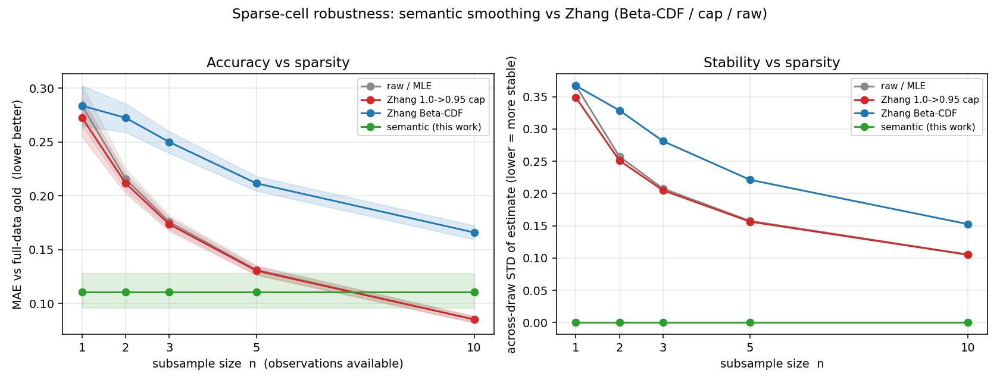 Sparse-cell robustness: semantic smoothing vs Zhang (Beta-CDF / cap / raw)
Accuracy vs sparsity
MAE vs full-data gold  (lower better)
0.30
0.25
0.20
0.15
0.10
raw / MLE
Zhang 1.0->0.95 cap
Zhang Beta-CDF
semantic (this work)
1
2
3
5
10
subsample size  n  (observations available)
Stability vs sparsity
across-draw STD of estimate (lower = more stable)
0.35
0.30
0.25
0.20
0.15
0.10
0.05
0.00
raw / MLE
Zhang 1.0->0.95 cap
Zhang Beta-CDF
semantic (this work)
1
2
3
5
10
subsample size  n